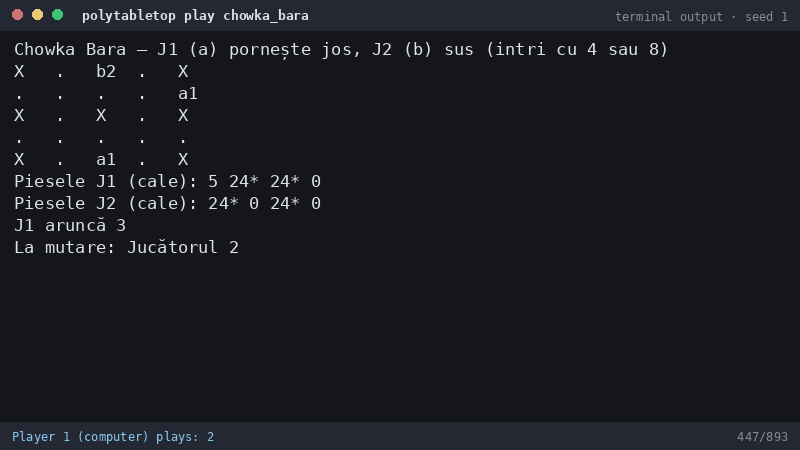 polytabletop play chowka_bara
terminal output · seed 1
Chowka Bara — J1 (a) pornește jos, J2 (b) sus (intri cu 4 sau 8)
X . b2 . X
. . . . a1
X . X . X
. . . . .
X . a1 . X
Piesele J1 (cale): 5 24* 24* 0
Piesele J2 (cale): 24* 0 24* 0
J1 aruncă 3
La mutare: Jucătorul 2
Player 1 (computer) plays: 2
447/893